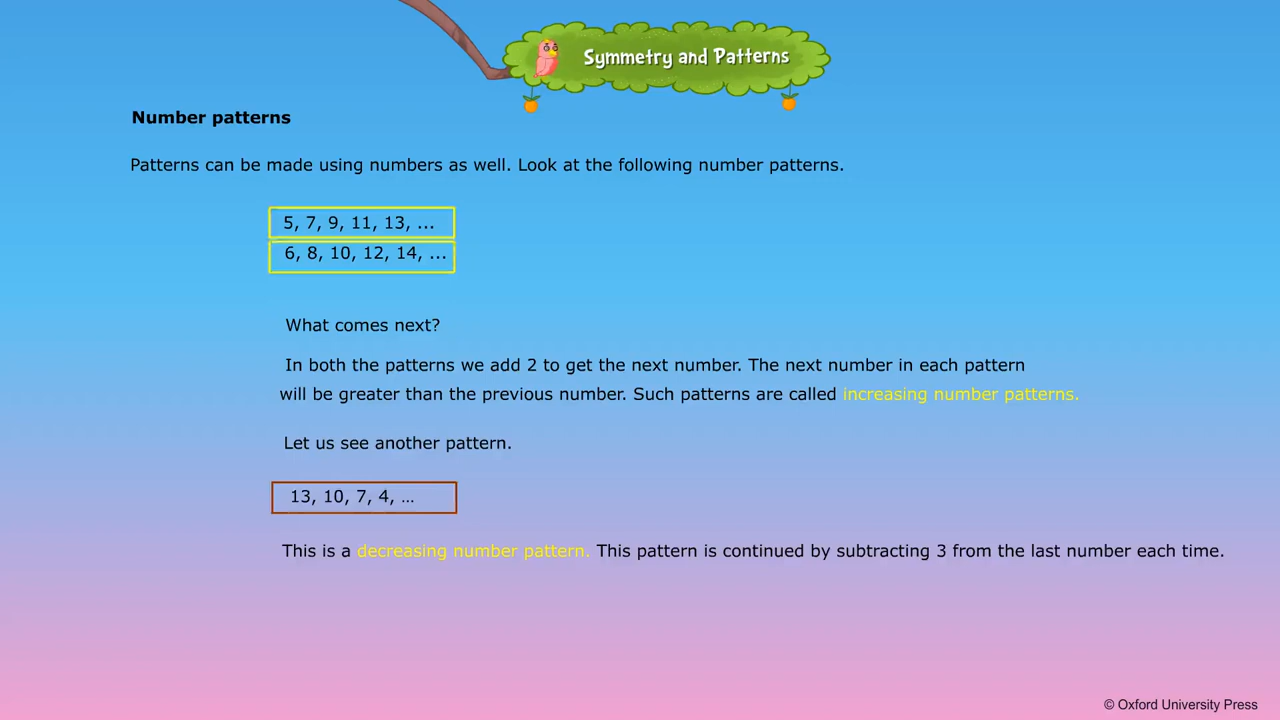 Symmetry and Patterns
Number patterns
Patterns can be made using numbers as well. Look at the following number patterns.
5, 7, 9, 11, 13, ...
6, 8, 10, 12, 14, ...
What comes next?
In both the patterns we add 2 to get the next number. The next number in each pattern
will be greater than the previous number. Such patterns are called increasing number patterns.
Let us see another pattern.
13, 10, 7, 4, ...
This is a decreasing number pattern. This pattern is continued by subtracting 3 from the last number each time.
© Oxford University Press